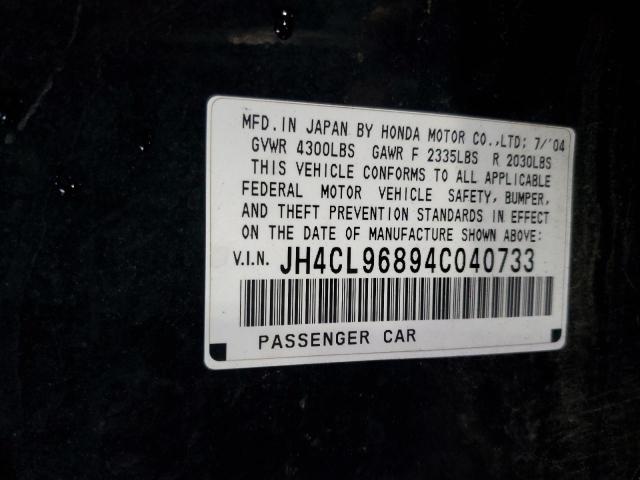 MFD.IN JAPAN BY HONDA MOTOR CO.,LTD; 7/'04
GVWR 4300LBS GAWR F 2335LBS R 2030LBS
THIS VEHICLE CONFORMS TO ALL APPLICABLE
FEDERAL MOTOR VEHICLE SAFETY, BUMPER,
AND THEFT PREVENTION STANDARDS IN EFFECT
ON THE DATE OF MANUFACTURE SHOWN ABOVE:
V.I.N. JH4CL96894C040733
PASSENGER CAR